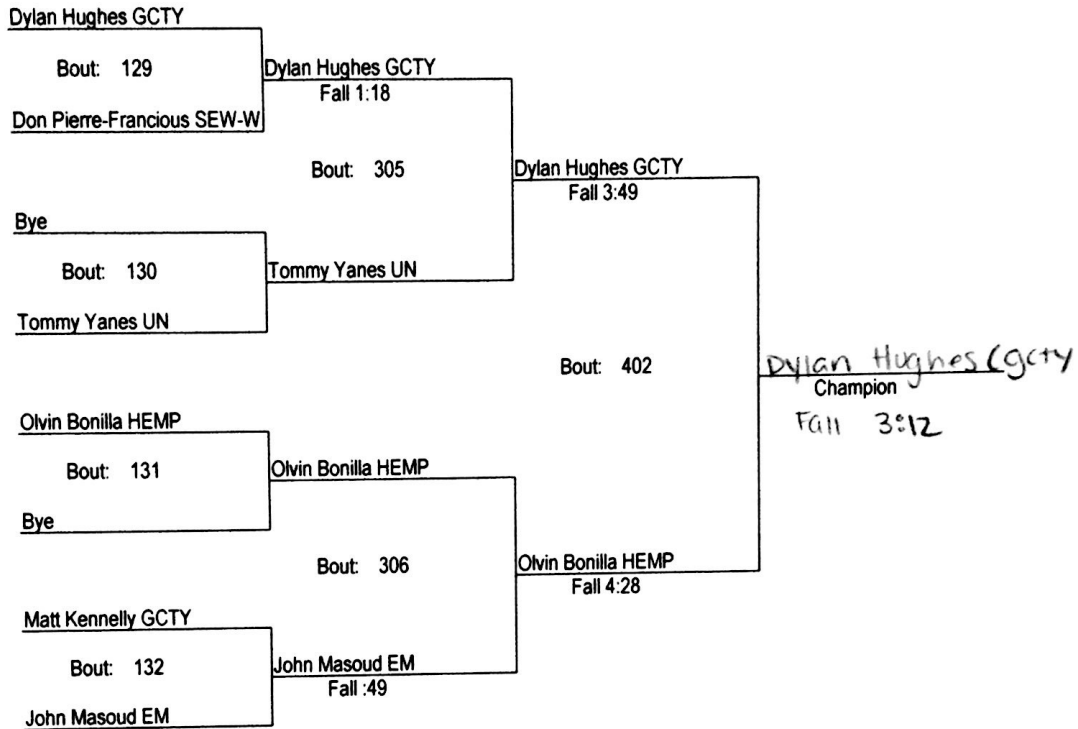 Dylan Hughes GCTY
Bout: 129
Dylan Hughes GCTY
Fall 1:18
Don Pierre-Francious SEW-W
Bout: 305
Dylan Hughes GCTY
Fall 3:49
Bye
Bout: 130
Tommy Yanes UN
Tommy Yanes UN
Bout: 402
Dylan Hughes (gcty
Champion
Fall 3:12
Olvin Bonilla HEMP
Bout: 131
Olvin Bonilla HEMP
Bye
Bout: 306
Olvin Bonilla HEMP
Fall 4:28
Matt Kennelly GCTY
Bout: 132
John Masoud EM
Fall :49
John Masoud EM